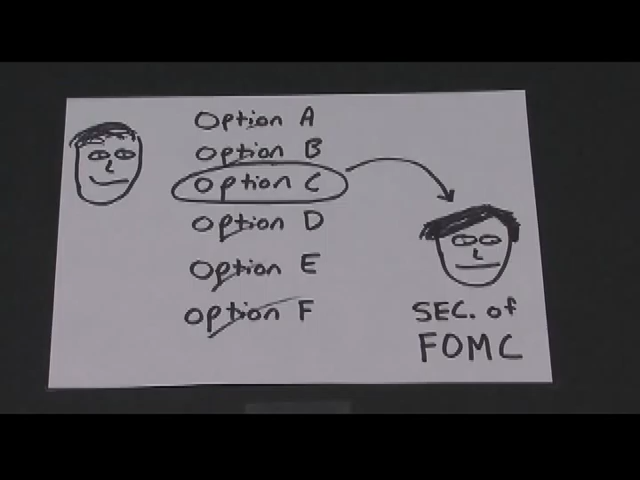 Option A
Option B
Option C
Option D
Option E
Option F
SEC. of
FOMC